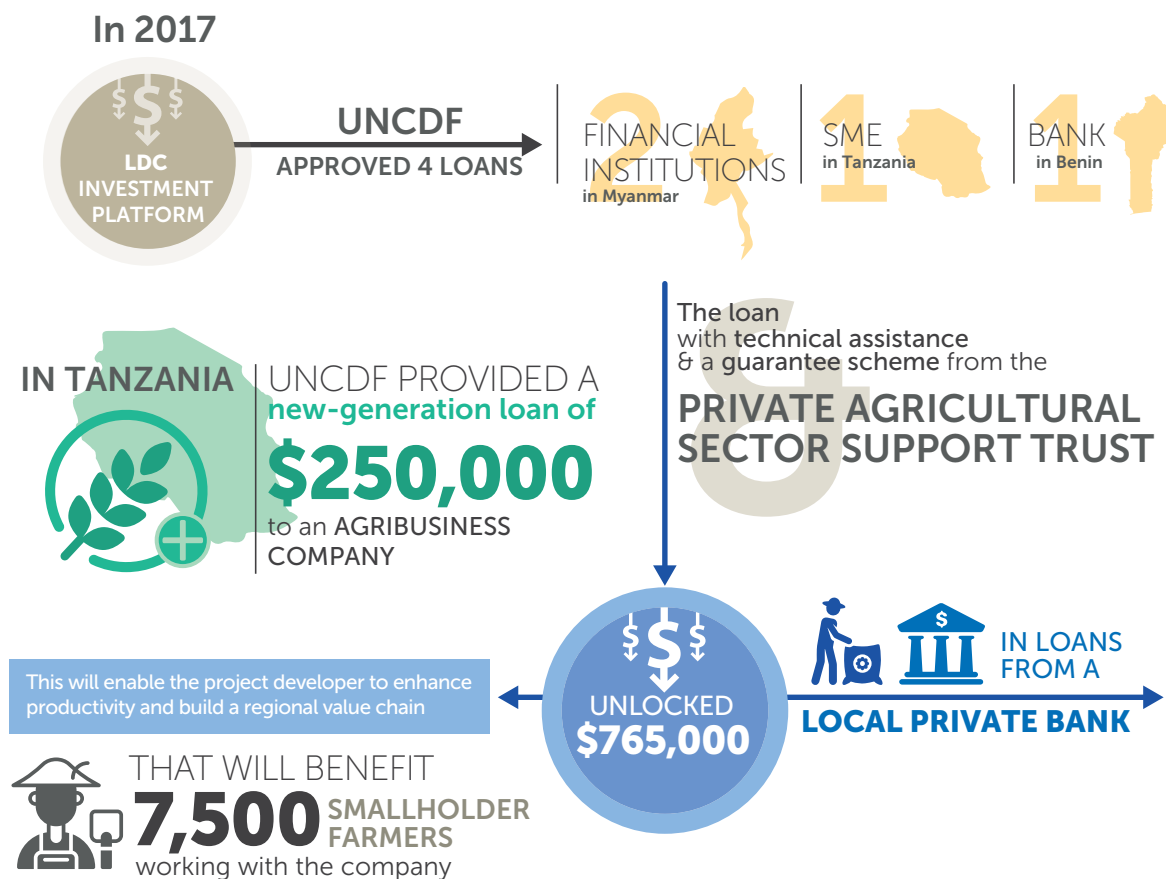 In 2017
$ $ $
LDC
INVESTMENT
PLATFORM
UNCDF
APPROVED 4 LOANS
2
FINANCIAL
INSTITUTIONS
in Myanmar
1
SME
in Tanzania
1
BANK
in Benin
IN TANZANIA
UNCDF PROVIDED A
new-generation loan of
$250,000
to an AGRIBUSINESS
COMPANY
&
The loan
with technical assistance
& a guarantee scheme from the
PRIVATE AGRICULTURAL
SECTOR SUPPORT TRUST
$ $ $
UNLOCKED
$765,000
$
IN LOANS
FROM A
LOCAL PRIVATE BANK
This will enable the project developer to enhance
productivity and build a regional value chain
THAT WILL BENEFIT
7,500 SMALLHOLDER
FARMERS
working with the company